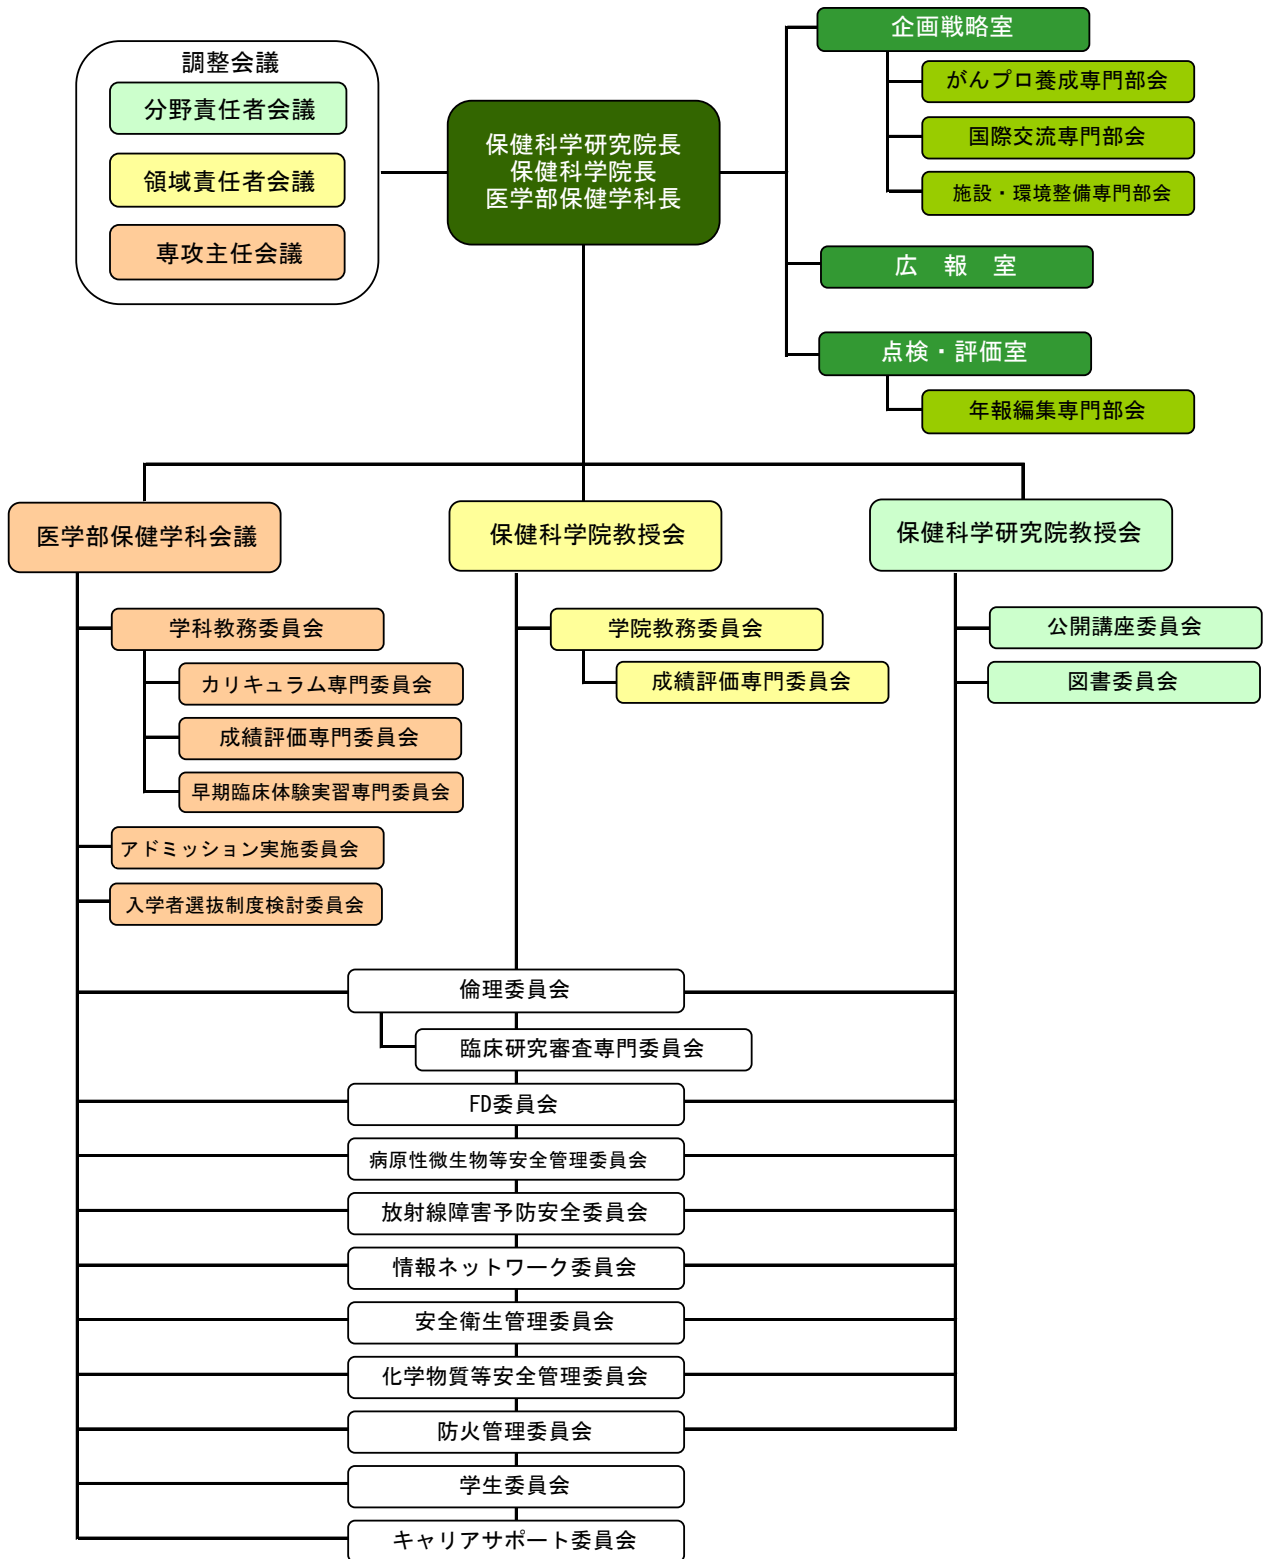 調整会議
分野責任者会議
領域責任者会議
専攻主任会議
保健科学研究院長
保健科学院長
医学部保健学科長
企画戦略室
がんプロ養成専門部会
国際交流専門部会
施設・環境整備専門部会
広　報　室
点検・評価室
年報編集専門部会
医学部保健学科会議
保健科学院教授会
保健科学研究院教授会
学科教務委員会
カリキュラム専門委員会
成績評価専門委員会
早期臨床体験実習専門委員会
アドミッション実施委員会
入学者選抜制度検討委員会
学院教務委員会
成績評価専門委員会
公開講座委員会
図書委員会
倫理委員会
臨床研究審査専門委員会
FD委員会
病原性微生物等安全管理委員会
放射線障害予防安全委員会
情報ネットワーク委員会
安全衛生管理委員会
化学物質等安全管理委員会
防火管理委員会
学生委員会
キャリアサポート委員会